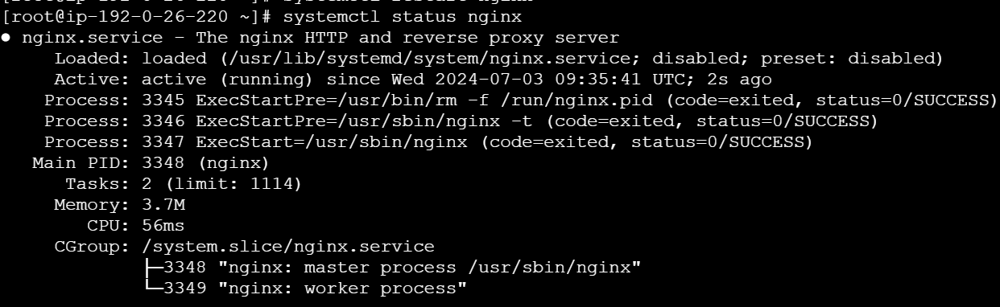 [root@ip-192-0-26-220 ~]# systemctl status nginx
● nginx.service - The nginx HTTP and reverse proxy server
     Loaded: loaded (/usr/lib/systemd/system/nginx.service; disabled; preset: disabled)
     Active: active (running) since Wed 2024-07-03 09:35:41 UTC; 2s ago
    Process: 3345 ExecStartPre=/usr/bin/rm -f /run/nginx.pid (code=exited, status=0/SUCCESS)
    Process: 3346 ExecStartPre=/usr/sbin/nginx -t (code=exited, status=0/SUCCESS)
    Process: 3347 ExecStart=/usr/sbin/nginx (code=exited, status=0/SUCCESS)
   Main PID: 3348 (nginx)
      Tasks: 2 (limit: 1114)
     Memory: 3.7M
        CPU: 56ms
     CGroup: /system.slice/nginx.service
             ├─3348 "nginx: master process /usr/sbin/nginx"
             └─3349 "nginx: worker process"